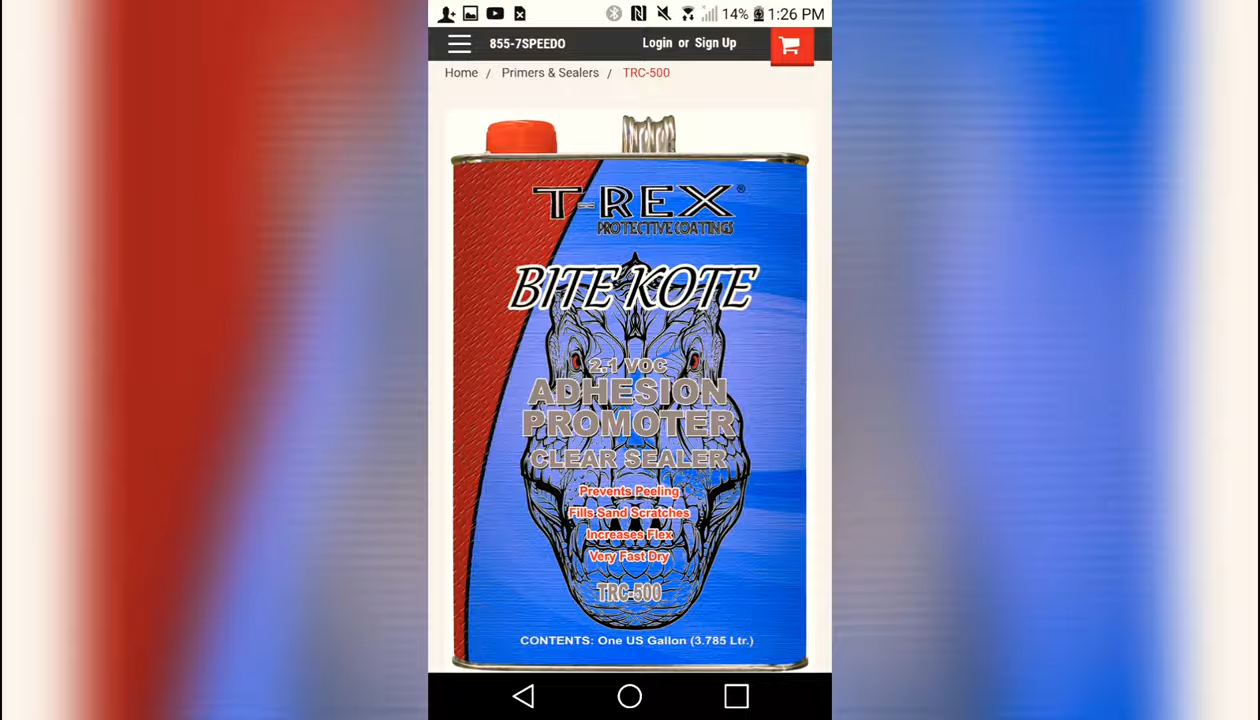 14% 1:26 PM
855-7SPEEDO Login or Sign Up
Home / Primers & Sealers / TRC-500
T-REX®
PROTECTIVE COATINGS
BITE KOTE
2.1 VOC
ADHESION
PROMOTER
CLEAR SEALER
Prevents Peeling
Fills Sand Scratches
Increases Flex
Very Fast Dry
TRC-500
CONTENTS: One US Gallon (3.785 Ltr.)